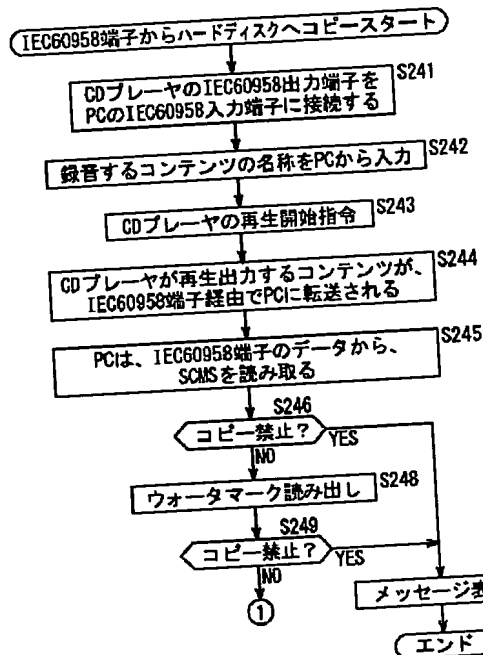 IEC60958端子からハードディスクへコピースタート
S241
CDプレーヤのIEC60958出力端子を
PCのIEC60958入力端子に接続する
S242
録音するコンテンツの名称をPCから入力
S243
CDプレーヤの再生開始指令
S244
CDプレーヤが再生出力するコンテンツが、
IEC60958端子経由でPCに転送される
S245
PCは、IEC60958端子のデータから、
SCMSを読み取る
S246
コピー禁止?
YES
NO
S248
ウォータマーク読み出し
S249
コピー禁止?
YES
NO
①
メッセージ表
エンド